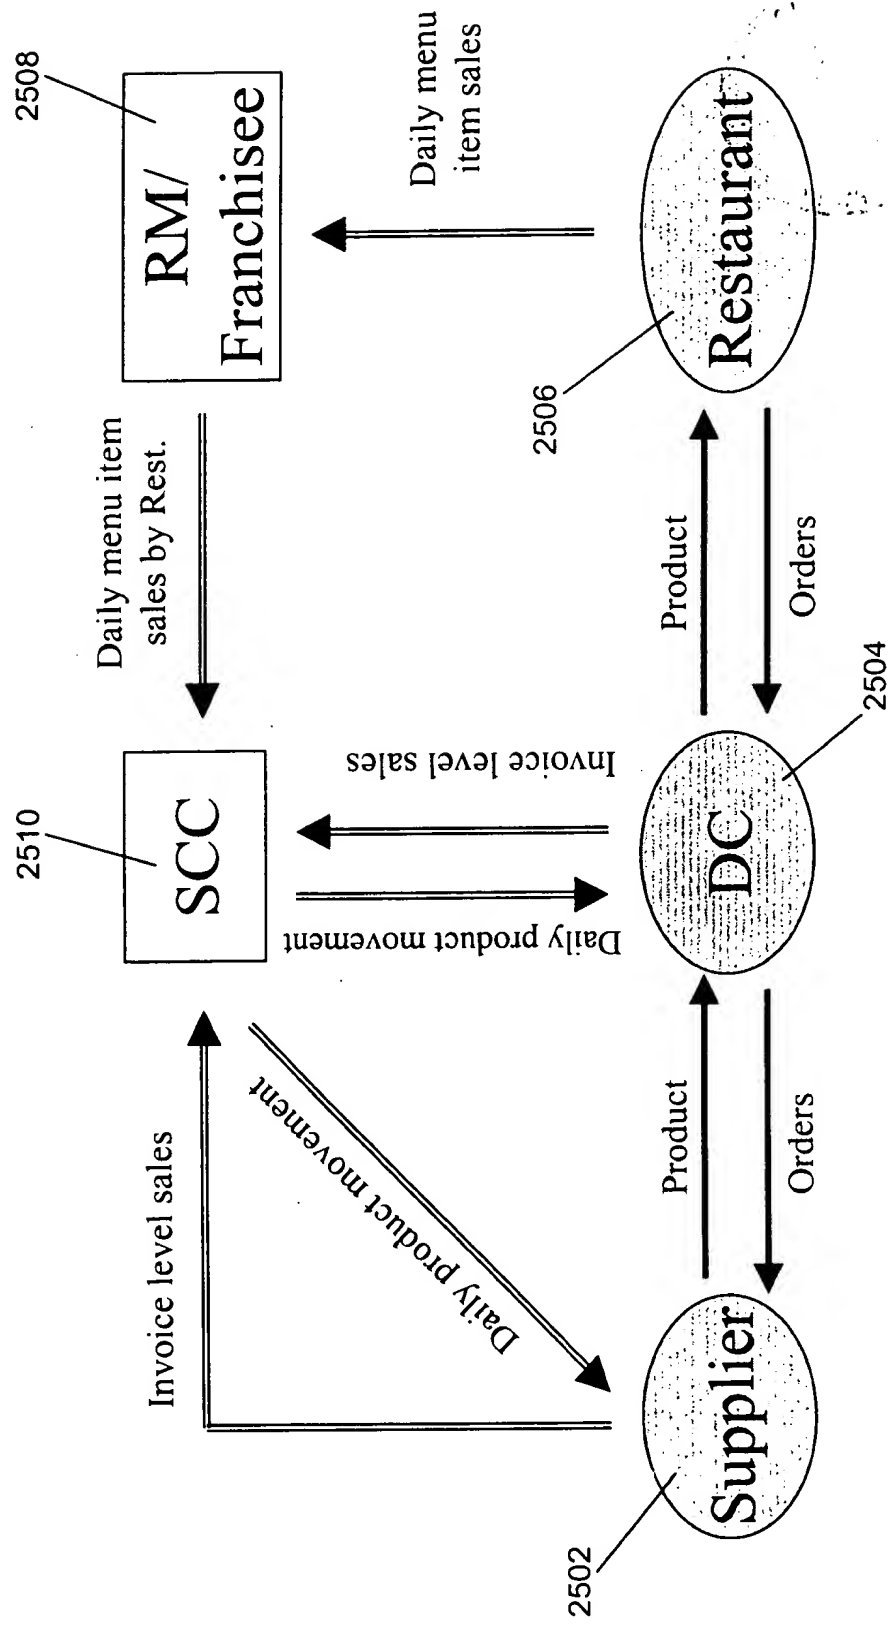 2510
2508
Invoice level sales
Daily menu item
sales by Rest.
SCC
RM/
Franchisee
Daily product movement
Daily product movement
Invoice level sales
Daily menu
item sales
2502
2506
Product
Product
Supplier
DC
Restaurant
Orders
Orders
2504